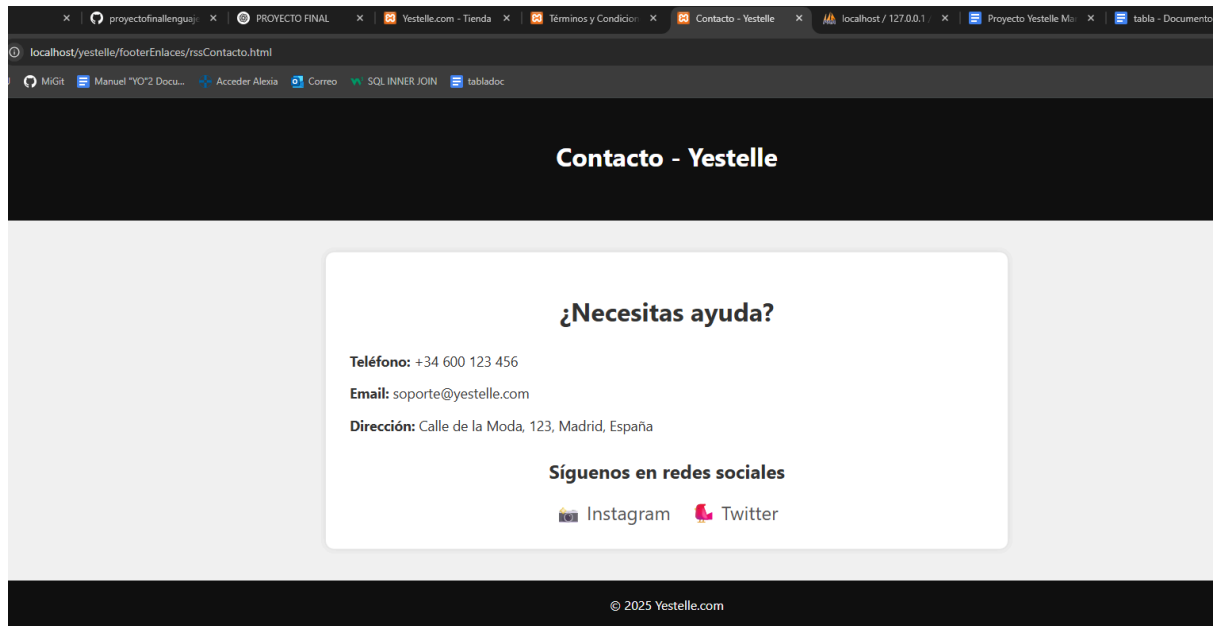 proyectofinallenguaje
PROYECTO FINAL
Yestelle.com - Tienda
Términos y Condicion
Contacto - Yestelle
localhost / 127.0.0.1 /
Proyecto Yestelle Ma
tabla - Documento
localhost/yestelle/footerEnlaces/rssContacto.html
MiGit
Manuel "YO"2 Docu...
Acceder Alexia
Correo
SQL INNER JOIN
tabladoc
Contacto - Yestelle
¿Necesitas ayuda?
Teléfono: +34 600 123 456
Email: soporte@yestelle.com
Dirección: Calle de la Moda, 123, Madrid, España
Síguenos en redes sociales
Instagram Twitter
© 2025 Yestelle.com